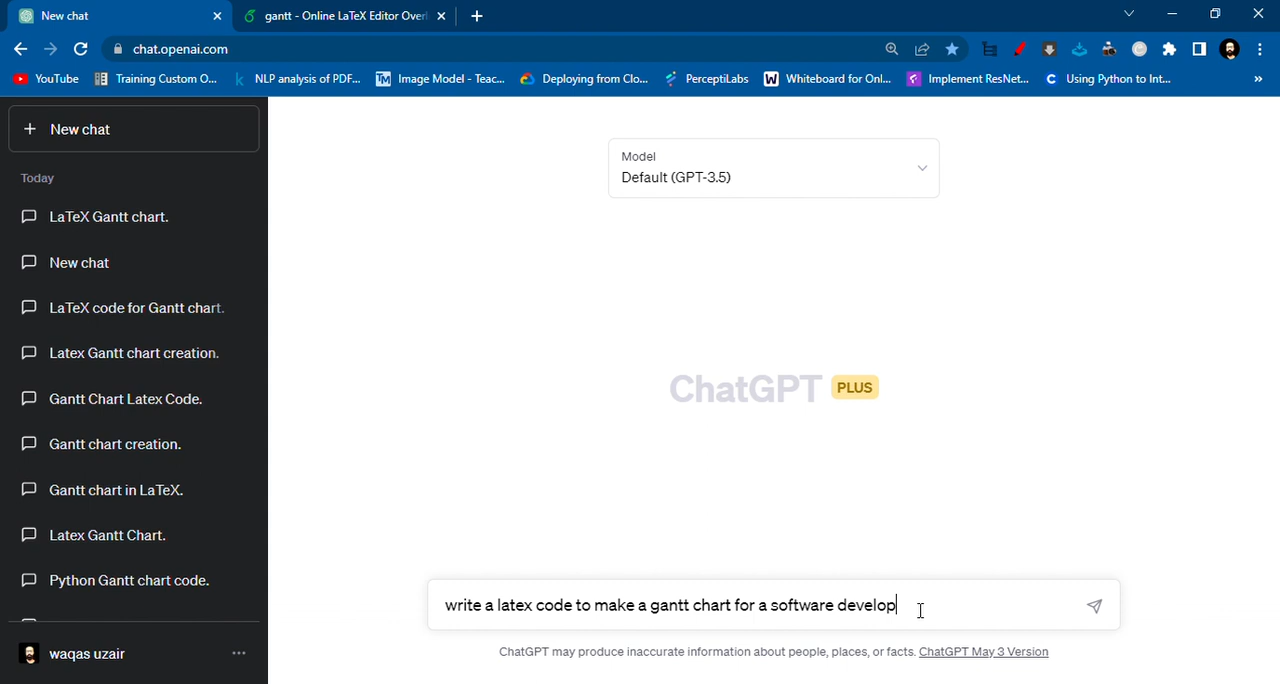 New chat
gantt - Online LaTeX Editor Over
chat.openai.com
YouTube
Training Custom O...
NLP analysis of PDF...
TM
Image Model - Teac...
Deploying from Clo...
PerceptiLabs
W
Whiteboard for Onl...
Implement ResNet...
C
Using Python to Int...
»
+ New chat
Today
LaTeX Gantt chart.
New chat
LaTeX code for Gantt chart.
Latex Gantt chart creation.
Gantt Chart Latex Code.
Gantt chart creation.
Gantt chart in LaTeX.
Latex Gantt Chart.
Python Gantt chart code.
waqas uzair
Model
Default (GPT-3.5)
ChatGPT PLUS
write a latex code to make a gantt chart for a software develop
ChatGPT may produce inaccurate information about people, places, or facts. ChatGPT May 3 Version